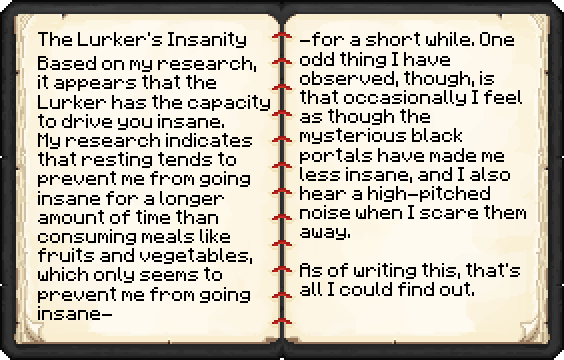 The Lurker's Insanity
Based on my research,
it appears that the
Lurker has the capacity
to drive you insane.
My research indicates
that resting tends to
prevent me from going
insane for a longer
amount of time than
consuming meals like
fruits and vegetables,
which only seems to
prevent me from going
insane-
-for a short while. One
odd thing I have
observed, though, is
that occasionally I feel
as though the
mysterious black
portals have made me
less insane, and I also
hear a high-pitched
noise when I scare them
away.
As of writing this, that's
all I could find out.